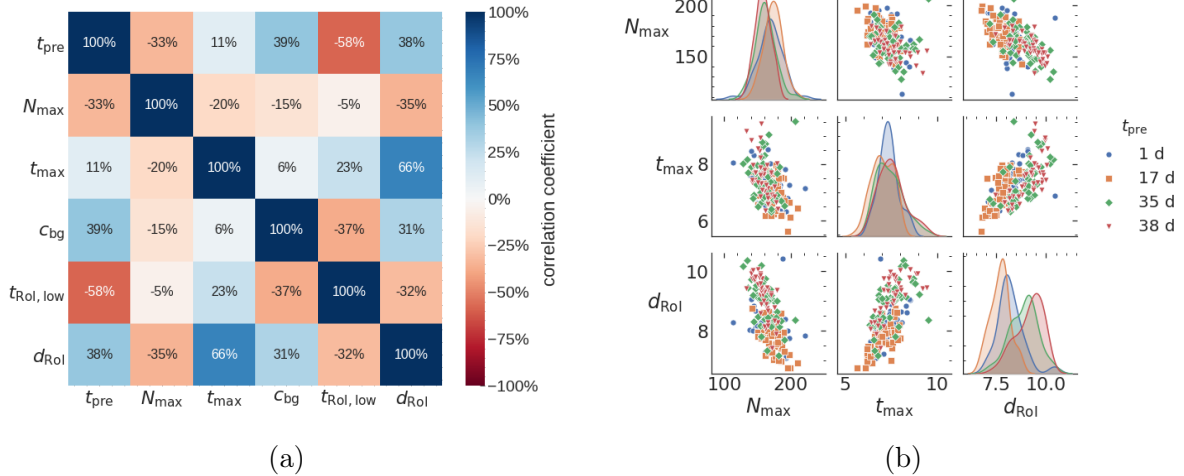 t_pre 100% -33% 11% 39% -58% 38%
N_max -33% 100% -20% -15% -5% -35%
t_max 11% -20% 100% 6% 23% 66%
c_bg 39% -15% 6% 100% -37% 31%
t_RoI, low -58% -5% 23% -37% 100% -32%
d_RoI 38% -35% 66% 31% -32% 100%
t_pre N_max t_max c_bg t_RoI, low d_RoI
100%
75%
50%
25%
0%
−25%
−50%
−75%
−100%
correlation coefficient
(a)
N_max
200
150
t_max
8
6
d_RoI
10
8
100 200
5 10
7.5 10.0
N_max t_max d_RoI
t_pre
1 d
17 d
35 d
38 d
(b)